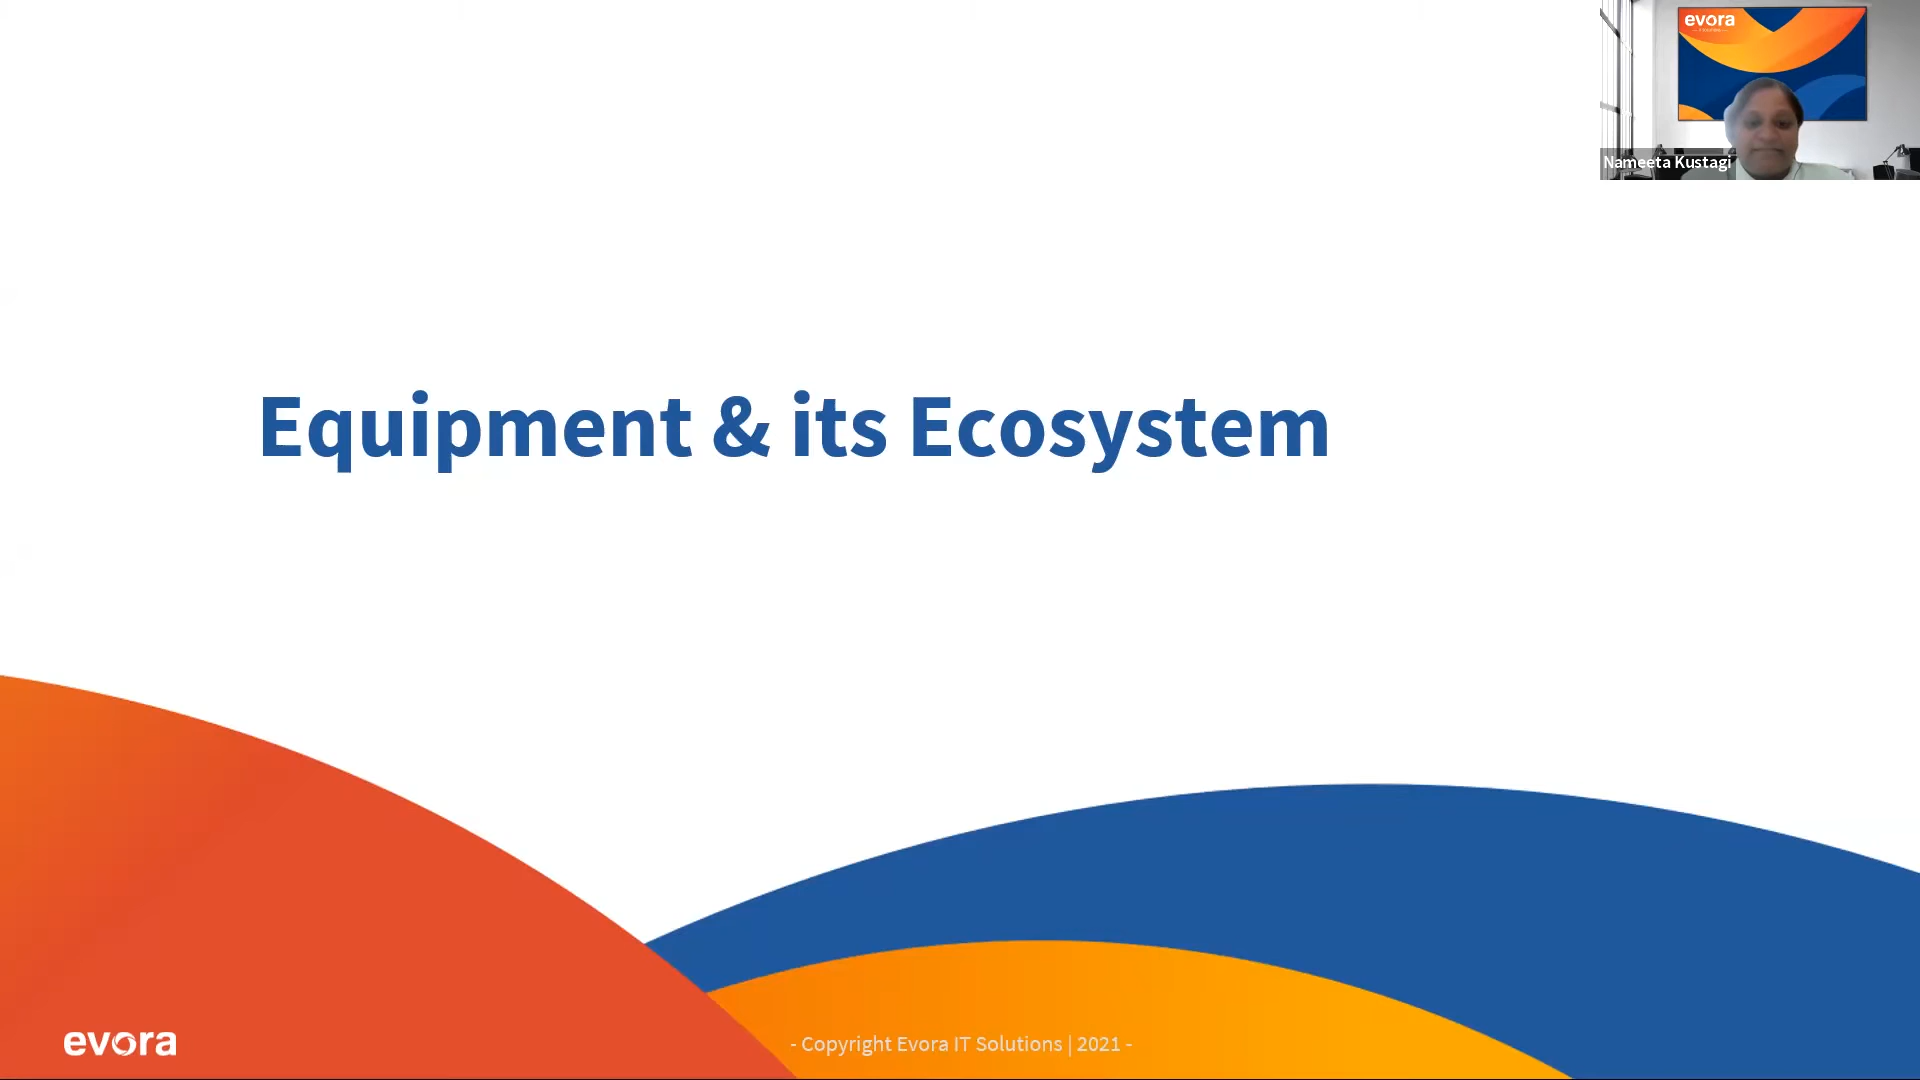 evora
Nameeta Kustagi
Equipment & its Ecosystem
evora
- Copyright Evora IT Solutions | 2021 -